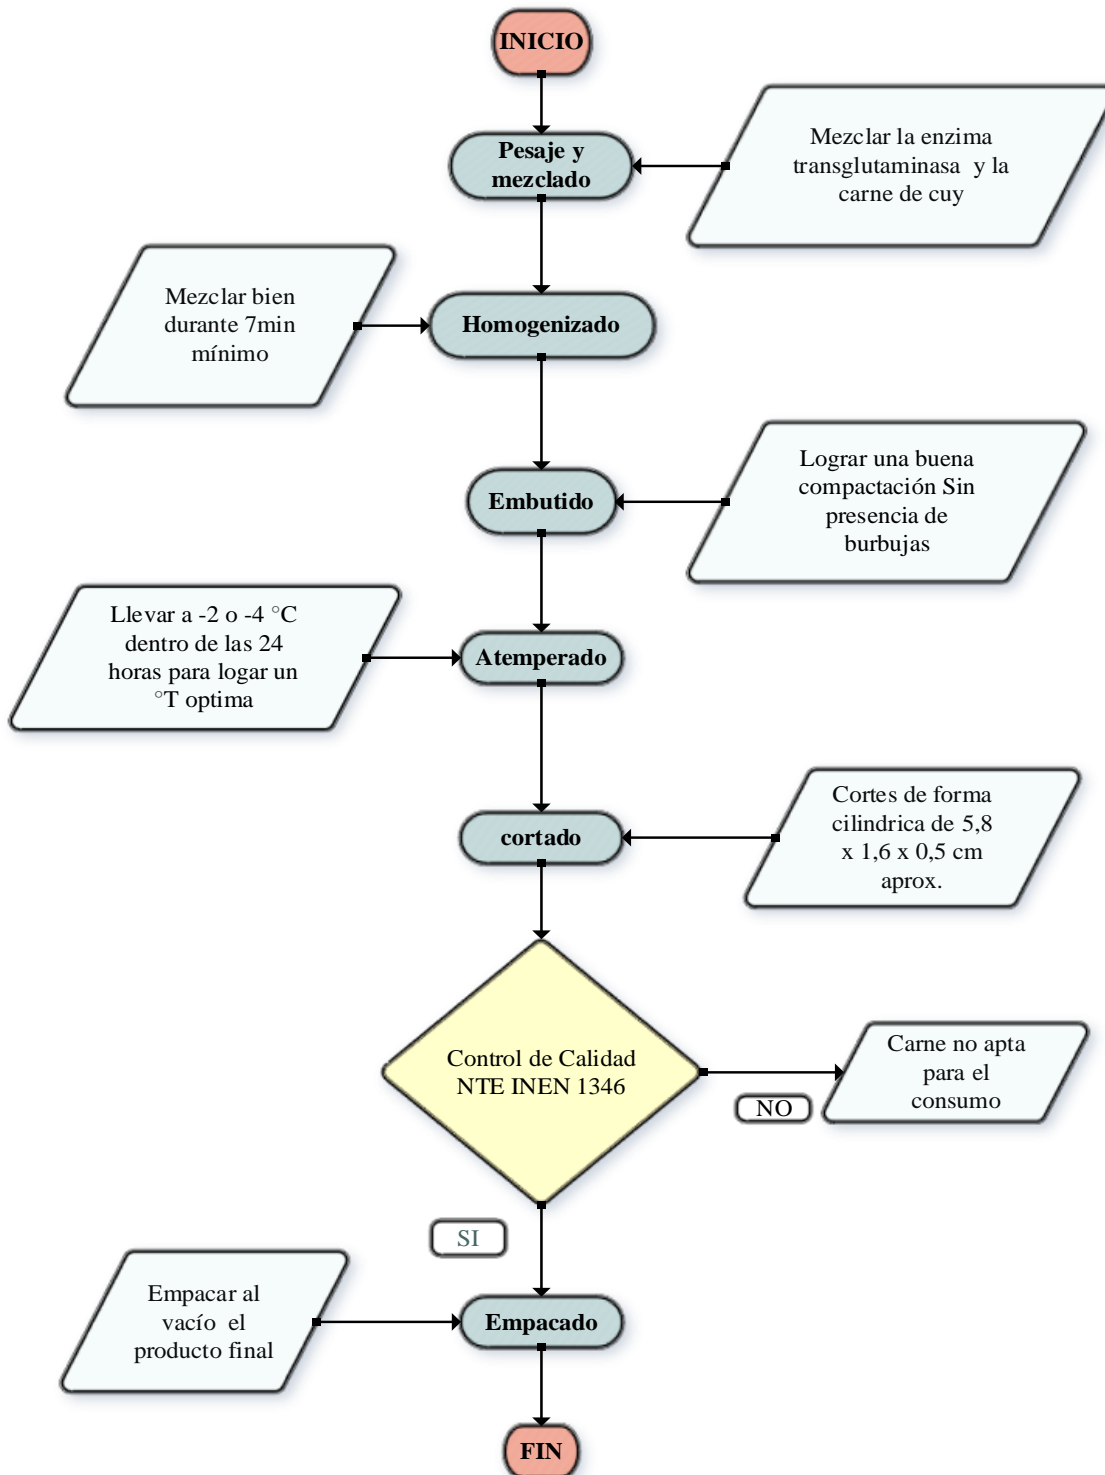 INICIO
Pesaje y
mezclado
Mezclar la enzima
transglutaminasa y la
carne de cuy
Mezclar bien
durante 7min
mínimo
Homogenizado
Lograr una buena
compactación Sin
presencia de
burbujas
Embutido
Llevar a -2 o -4 °C
dentro de las 24
horas para logar un
°T optima
Atemperado
Cortes de forma
cilindrica de 5,8
x 1,6 x 0,5 cm
aprox.
cortado
Control de Calidad
NTE INEN 1346
NO
Carne no apta
para el
consumo
SI
Empacar al
vacío el
producto final
Empacado
FIN